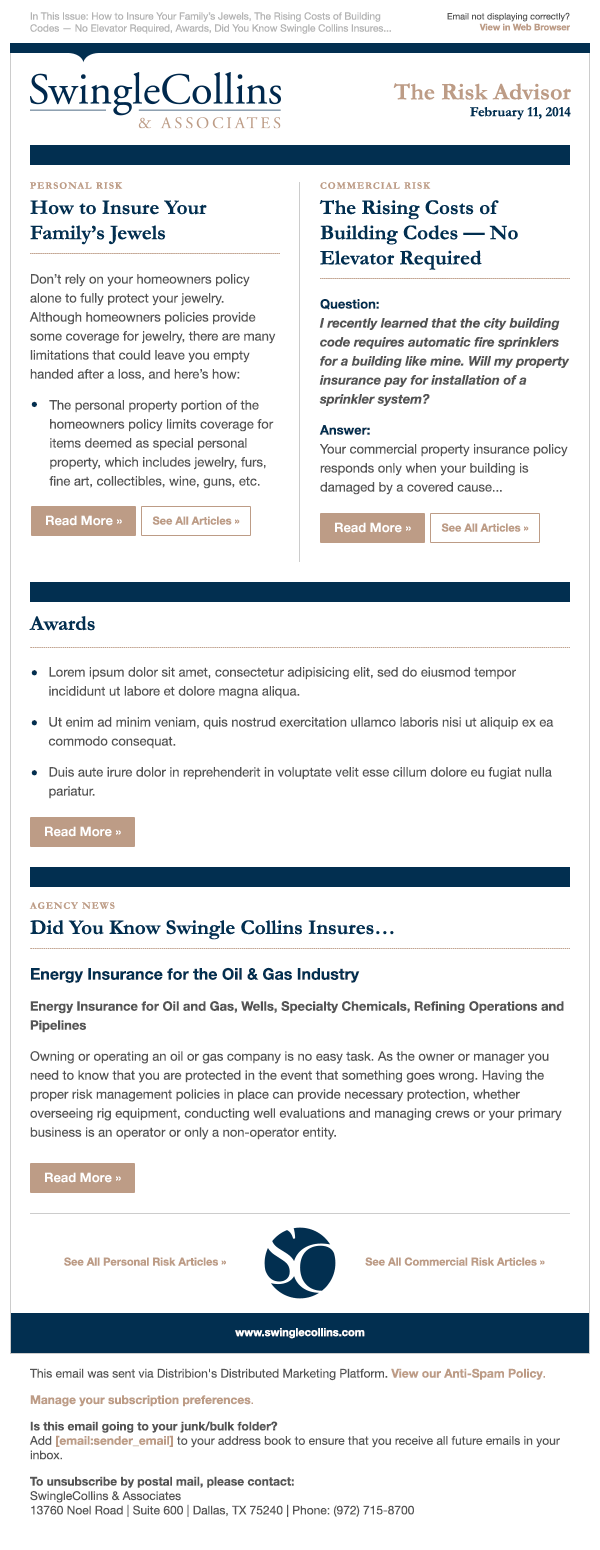 In This Issue: How to Insure Your Family's Jewels, The Rising Costs of Building
Codes — No Elevator Required, Awards, Did You Know Swingle Collins Insures...
Email not displaying correctly?
View in Web Browser
SwingleCollins
& ASSOCIATES
The Risk Advisor
February 11, 2014
PERSONAL RISK
How to Insure Your
Family's Jewels
Don't rely on your homeowners policy
alone to fully protect your jewelry.
Although homeowners policies provide
some coverage for jewelry, there are many
limitations that could leave you empty
handed after a loss, and here's how:
• The personal property portion of the
homeowners policy limits coverage for
items deemed as special personal
property, which includes jewelry, furs,
fine art, collectibles, wine, guns, etc.
Read More »
See All Articles »
COMMERCIAL RISK
The Rising Costs of
Building Codes — No
Elevator Required
Question:
I recently learned that the city building
code requires automatic fire sprinklers
for a building like mine. Will my property
insurance pay for installation of a
sprinkler system?
Answer:
Your commercial property insurance policy
responds only when your building is
damaged by a covered cause...
Read More »
See All Articles »
Awards
• Lorem ipsum dolor sit amet, consectetur adipisicing elit, sed do eiusmod tempor
incididunt ut labore et dolore magna aliqua.
• Ut enim ad minim veniam, quis nostrud exercitation ullamco laboris nisi ut aliquip ex ea
commodo consequat.
• Duis aute irure dolor in reprehenderit in voluptate velit esse cillum dolore eu fugiat nulla
pariatur.
Read More »
AGENCY NEWS
Did You Know Swingle Collins Insures…
Energy Insurance for the Oil & Gas Industry
Energy Insurance for Oil and Gas, Wells, Specialty Chemicals, Refining Operations and
Pipelines
Owning or operating an oil or gas company is no easy task. As the owner or manager you
need to know that you are protected in the event that something goes wrong. Having the
proper risk management policies in place can provide necessary protection, whether
overseeing rig equipment, conducting well evaluations and managing crews or your primary
business is an operator or only a non-operator entity.
Read More »
See All Personal Risk Articles »
SC
See All Commercial Risk Articles »
www.swinglecollins.com
This email was sent via Distribion's Distributed Marketing Platform. View our Anti-Spam Policy.
Manage your subscription preferences.
Is this email going to your junk/bulk folder?
Add [email:sender_email] to your address book to ensure that you receive all future emails in your
inbox.
To unsubscribe by postal mail, please contact:
SwingleCollins & Associates
13760 Noel Road | Suite 600 | Dallas, TX 75240 | Phone: (972) 715-8700